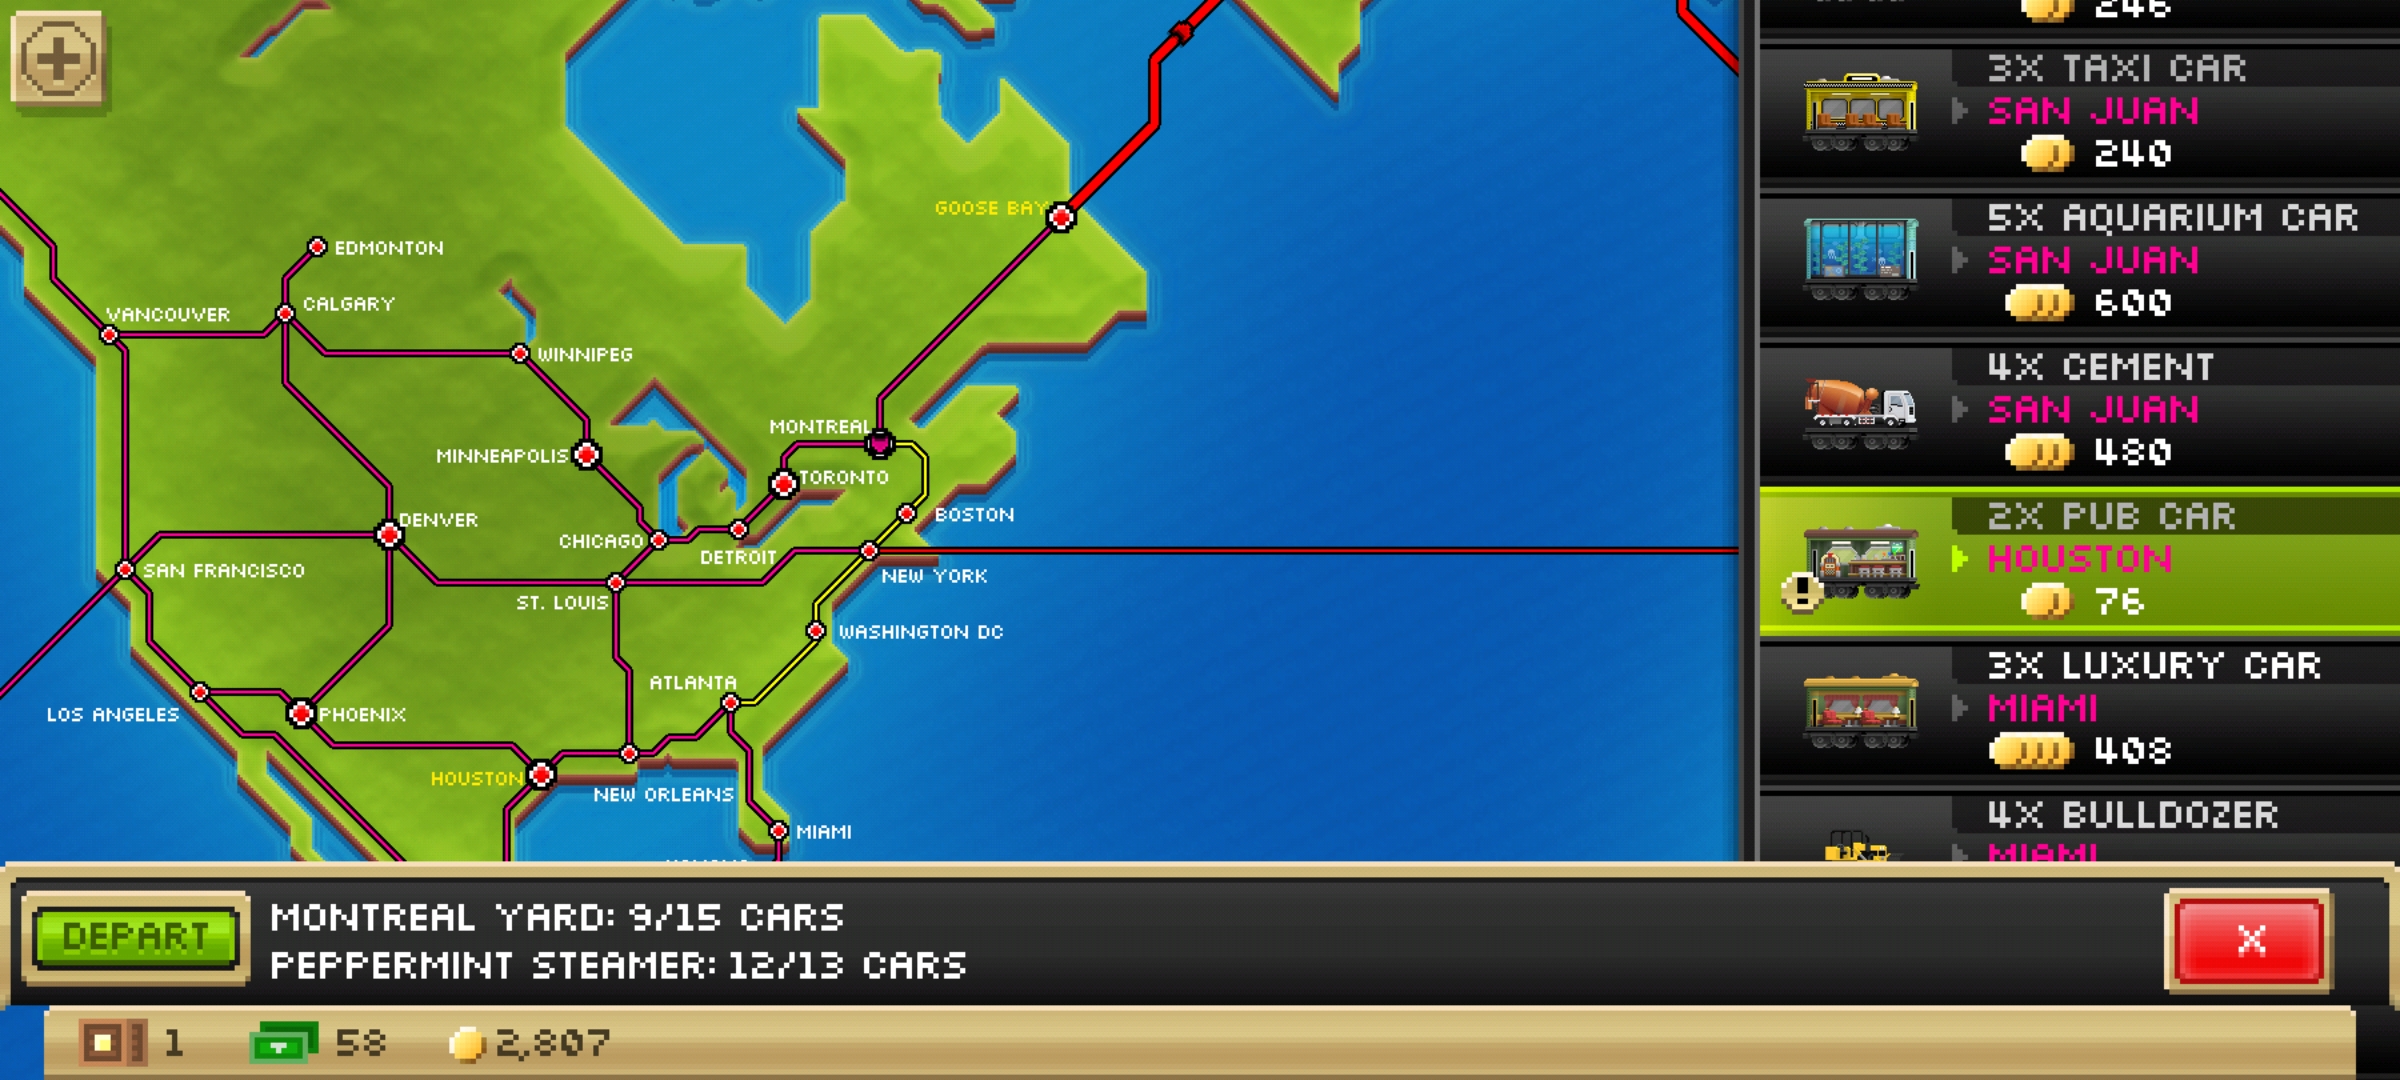 246
3X TAXI CAR
SAN JUAN
240
5X AQUARIUM CAR
SAN JUAN
600
4X CEMENT
SAN JUAN
480
2X PUB CAR
HOUSTON
76
3X LUXURY CAR
MIAMI
408
4X BULLDOZER
MIAMI
GOOSE BAY
EDMONTON
CALGARY
VANCOUVER
WINNIPEG
MONTREAL
MINNEAPOLIS
TORONTO
BOSTON
DENVER
CHICAGO
DETROIT
SAN FRANCISCO
NEW YORK
ST. LOUIS
WASHINGTON DC
ATLANTA
LOS ANGELES
PHOENIX
HOUSTON
NEW ORLEANS
MIAMI
DEPART
MONTREAL YARD: 9/15 CARS
PEPPERMINT STEAMER: 12/13 CARS
X
1
58
2,807